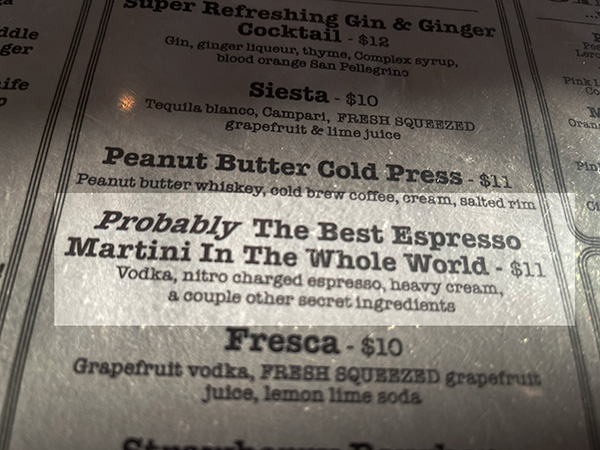 Super Refreshing Gin & Ginger
Cocktail - $12
Gin, ginger liqueur, thyme, Complex syrup,
blood orange San Pellegrino
Siesta - $10
Tequila blanco, Campari, FRESH SQUEEZED
grapefruit & lime juice
Peanut Butter Cold Press - $11
Peanut butter whiskey, cold brew coffee, cream, salted rim
Probably The Best Espresso
Martini In The Whole World - $11
Vodka, nitro charged espresso, heavy cream,
a couple other secret ingredients
Fresca - $10
Grapefruit vodka, FRESH SQUEEZED grapefruit
juice, lemon lime soda